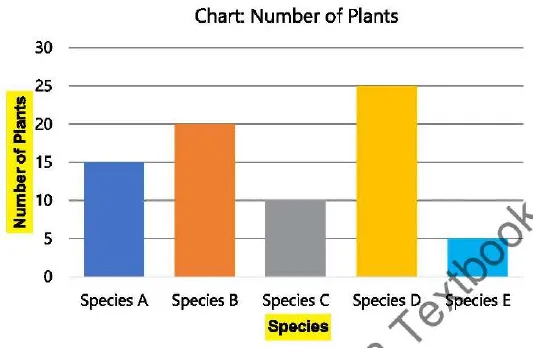 Chart: Number of Plants
30
25
20
15
10
5
0
Number of Plants
Species A Species B Species C Species D Species E
Species
Textbook